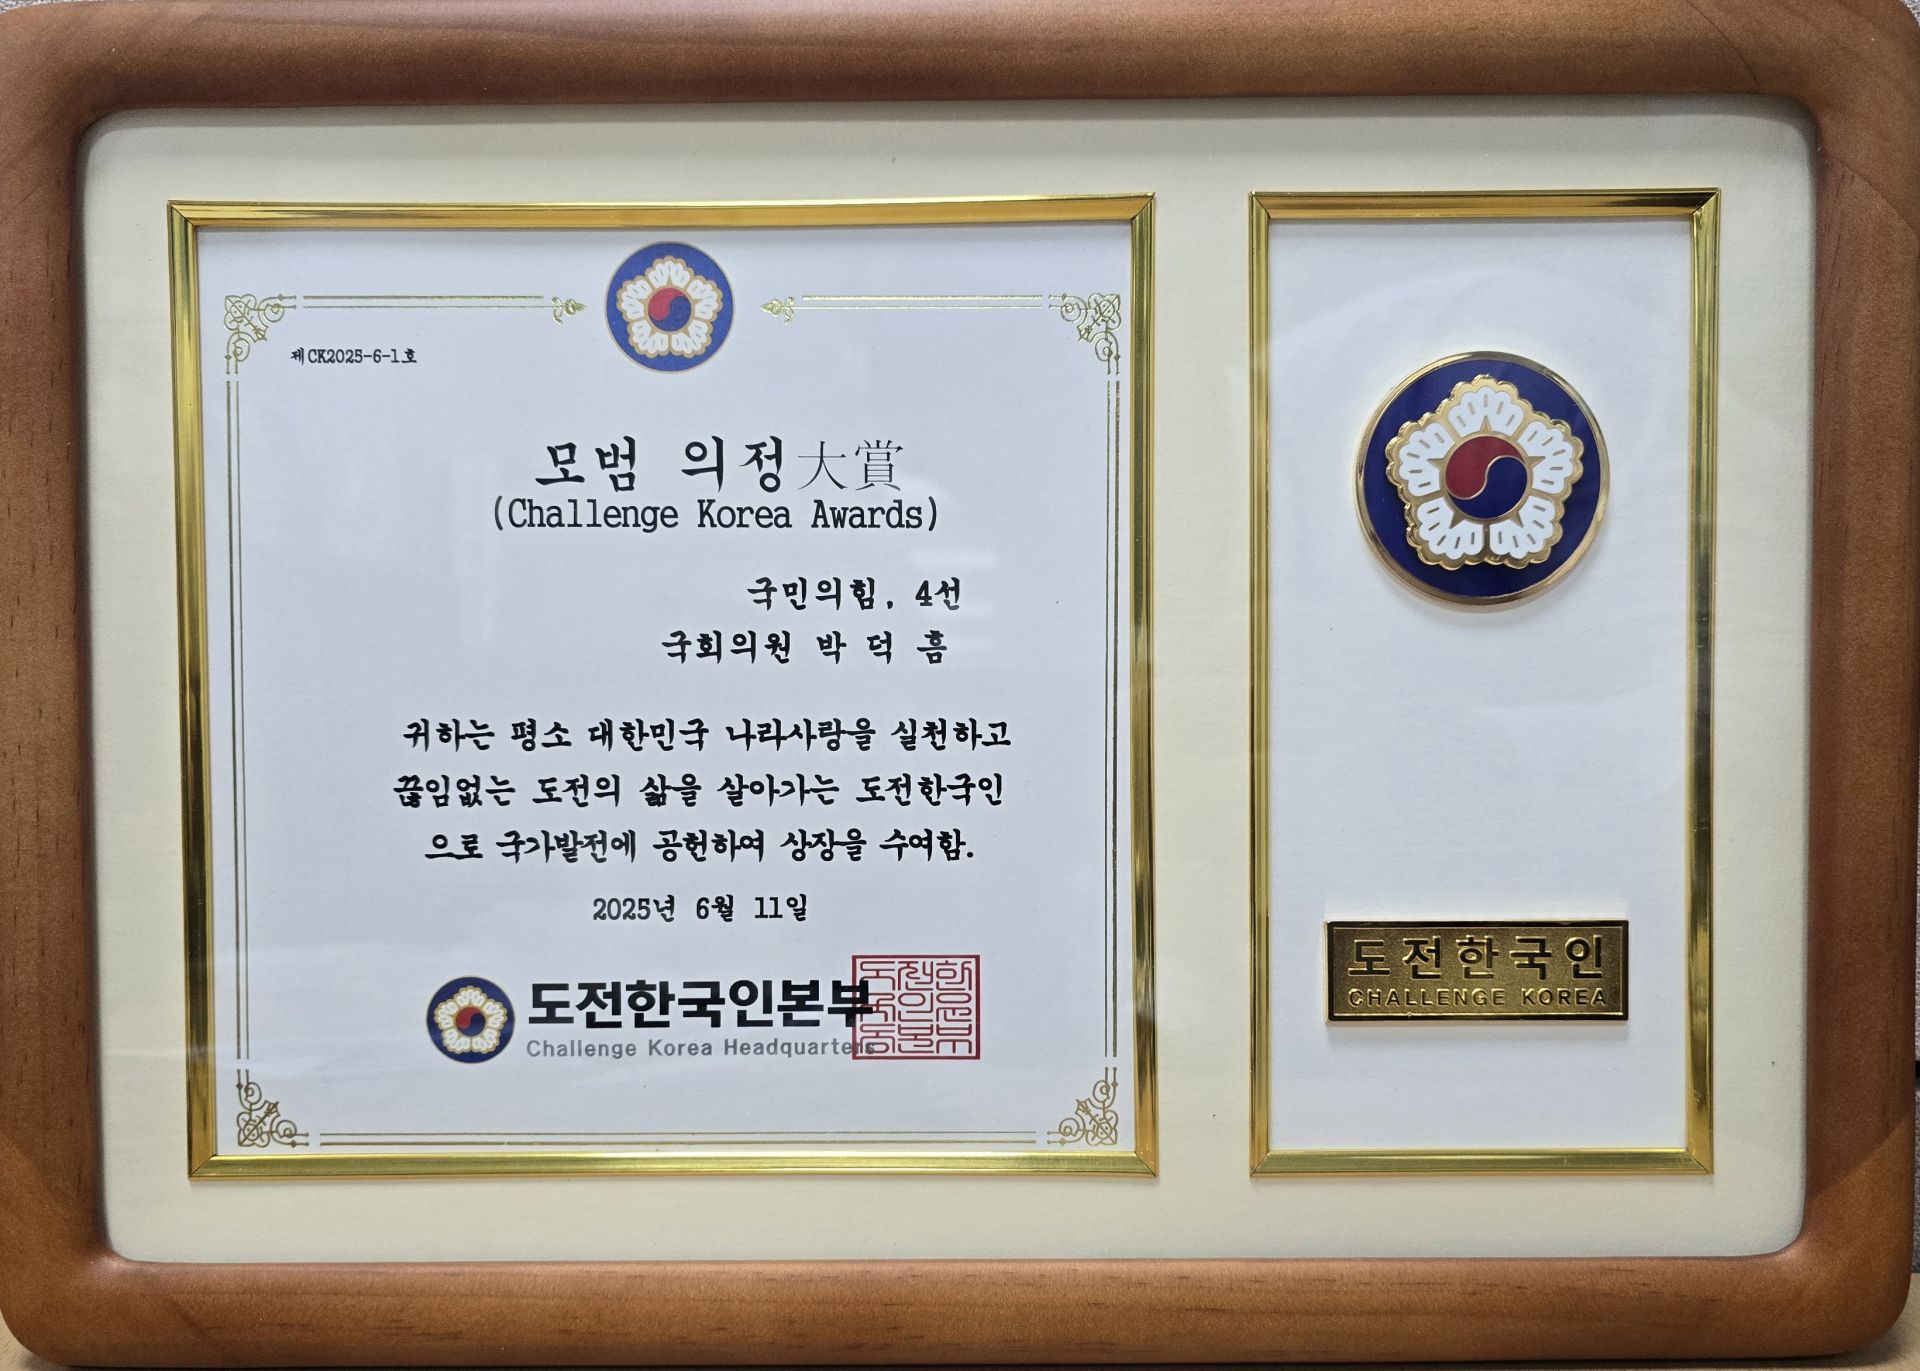 제CK2025-6-1호
모범 의정大賞
(Challenge Korea Awards)
국민의힘, 4선
국회의원 박 덕 흠
귀하는 평소 대한민국 나라사랑을 실천하고
끊임없는 도전의 삶을 살아가는 도전한국인
으로 국가발전에 공헌하여 상장을 수여함.
2025년 6월 11일
도전한국인본부
Challenge Korea Headquarters
도전한국인
CHALLENGE KOREA